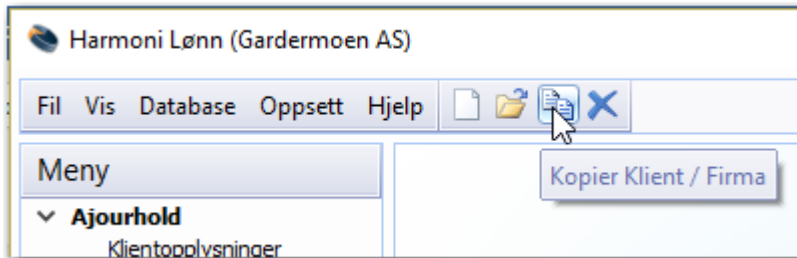 Harmoni Lønn (Gardermoen AS)
Fil Vis Database Oppsett Hjelp
Kopier Klient / Firma
Meny
Ajourhold
Klientopplysninger